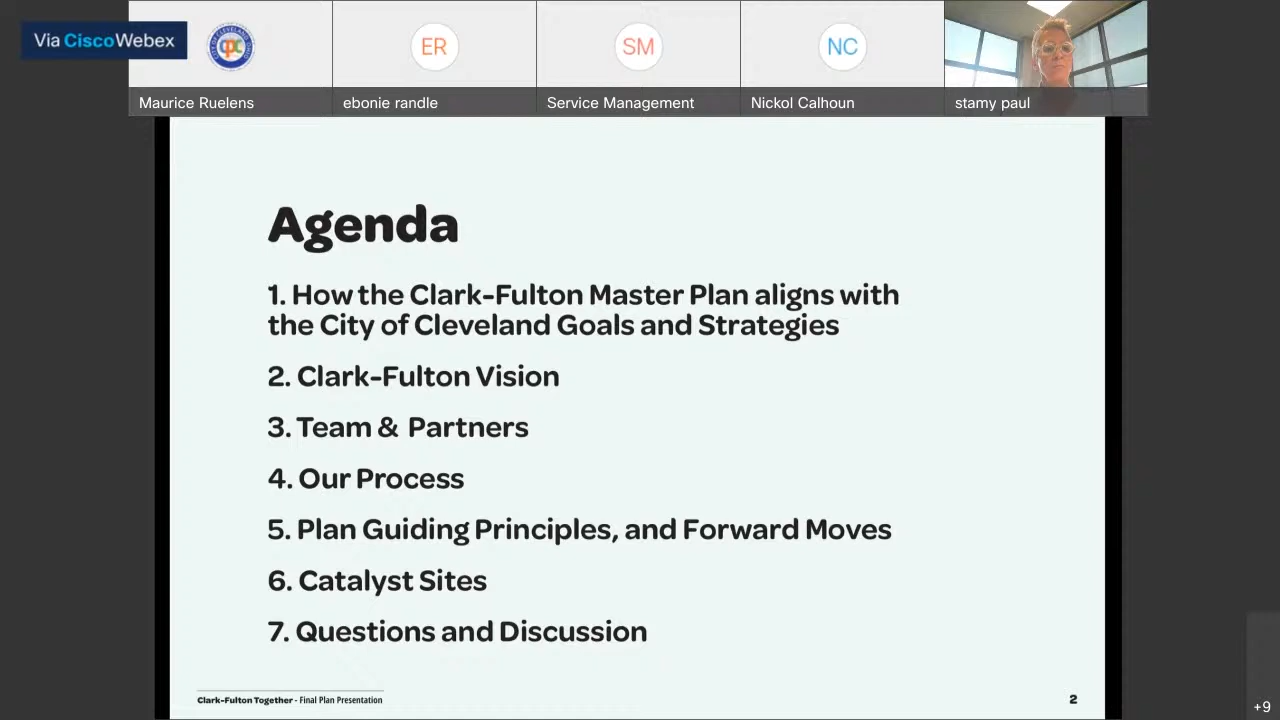 Via CiscoWebex
ER
SM
NC
Maurice Ruelens
ebonie randle
Service Management
Nickol Calhoun
stamy paul
Agenda
1. How the Clark-Fulton Master Plan aligns with
the City of Cleveland Goals and Strategies
2. Clark-Fulton Vision
3. Team & Partners
4. Our Process
5. Plan Guiding Principles, and Forward Moves
6. Catalyst Sites
7. Questions and Discussion
Clark-Fulton Together - Final Plan Presentation
2
+9